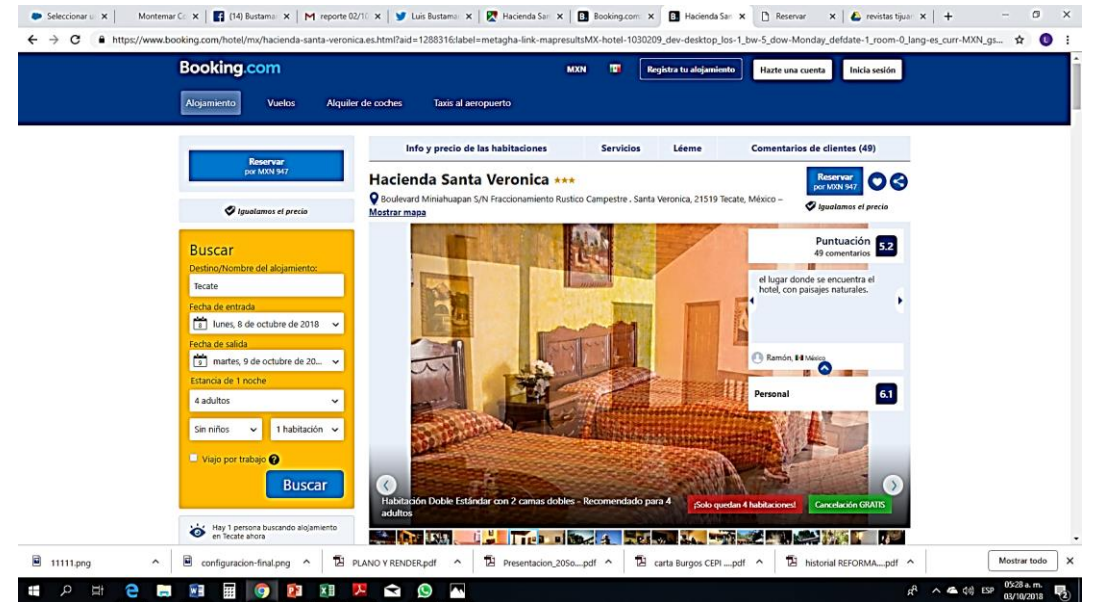 Seleccionar u
Montemar Co
(14) Bustama
reporte 02/10
Luis Bustama
Hacienda San
Booking.com:
Hacienda San
Reservar
revistas tijuan
https://www.booking.com/hotel/mx/hacienda-santa-veronica.es.html?aid=1288316;label=metagha-link-mapresultsMX-hotel-1030209_dev-desktop_los-1_bw-5_dow-Monday_defdate-1_room-0_lang-es_curr-MXN_gs...
Booking.com
MXN
Registra tu alojamiento
Hazte una cuenta
Inicia sesión
Alojamiento
Vuelos
Alquiler de coches
Taxis al aeropuerto
Reservar
por MXN 947
Igualamos el precio
Buscar
Destino/Nombre del alojamiento:
Tecate
Fecha de entrada
8
lunes, 8 de octubre de 2018
Fecha de salida
9
martes, 9 de octubre de 20...
Estancia de 1 noche
4 adultos
Sin niños
1 habitación
Viajo por trabajo
Buscar
Hay 1 persona buscando alojamiento
en Tecate ahora
Info y precio de las habitaciones
Servicios
Léeme
Comentarios de clientes (49)
Hacienda Santa Veronica
Reservar
por MXN 947
Boulevard Miniahuapan S/N Fraccionamiento Rustico Campestre . Santa Veronica, 21519 Tecate, México –
Mostrar mapa
Igualamos el precio
Puntuación
49 comentarios
5.2
el lugar donde se encuentra el
hotel, con paisajes naturales.
Ramón, México
Personal
6.1
Habitación Doble Estándar con 2 camas dobles - Recomendado para 4
adultos
¡Solo quedan 4 habitaciones!
Cancelación GRATIS
11111.png
configuracion-final.png
PLANO Y RENDER.pdf
Presentacion_20So....pdf
carta Burgos CEPI ....pdf
historial REFORMA....pdf
Mostrar todo
ESP
05:28 a. m.
03/10/2018